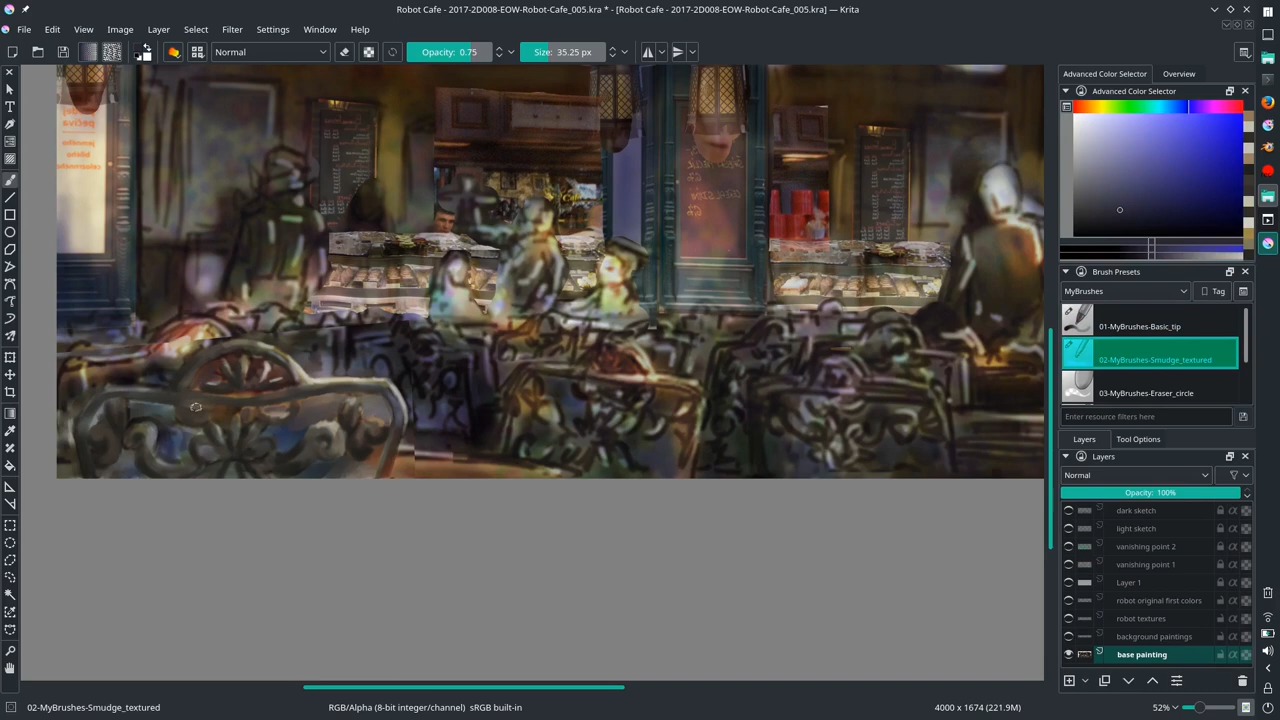 Robot Cafe - 2017-2D008-EOW-Robot-Cafe_005.kra * - [Robot Cafe - 2017-2D008-EOW-Robot-Cafe_005.kra] — Krita
File Edit View Image Layer Select Filter Settings Tools Window Help
Normal
Opacity: 0.75
Size: 35.25 px
Advanced Color Selector
Overview
Advanced Color Selector
Brush Presets
MyBrushes
Tag
01-MyBrushes-Basic_tip
02-MyBrushes-Smudge_textured
03-MyBrushes-Eraser_circle
Enter resource filters here
Layers
Tool Options
Layers
Normal
Opacity: 100%
dark sketch
light sketch
vanishing point 2
vanishing point 1
Layer 1
robot original first colors
robot textures
background paintings
base painting
02-MyBrushes-Smudge_textured
RGB/Alpha (8-bit integer/channel) sRGB built-in
4000 x 1674 (221.9M)
52%